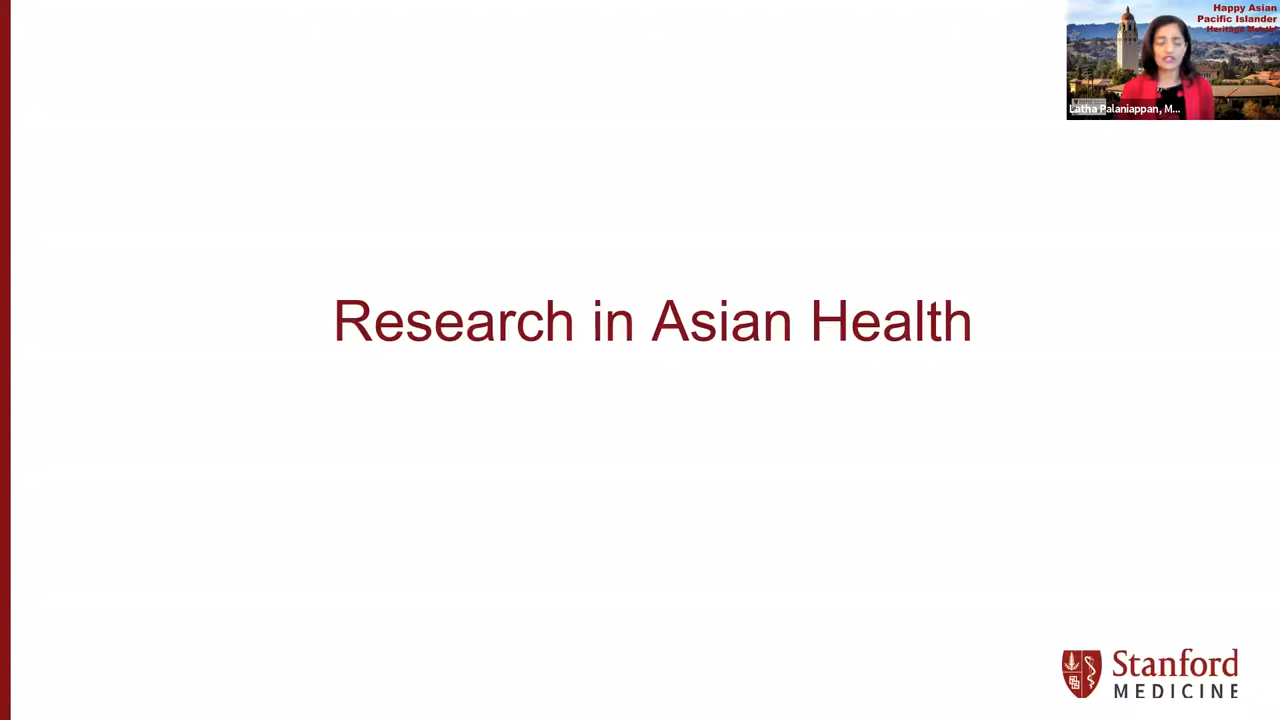 Happy Asian
Pacific Islander
Heritage Month!
Latha Palaniappan, M...
Research in Asian Health
Stanford
MEDICINE